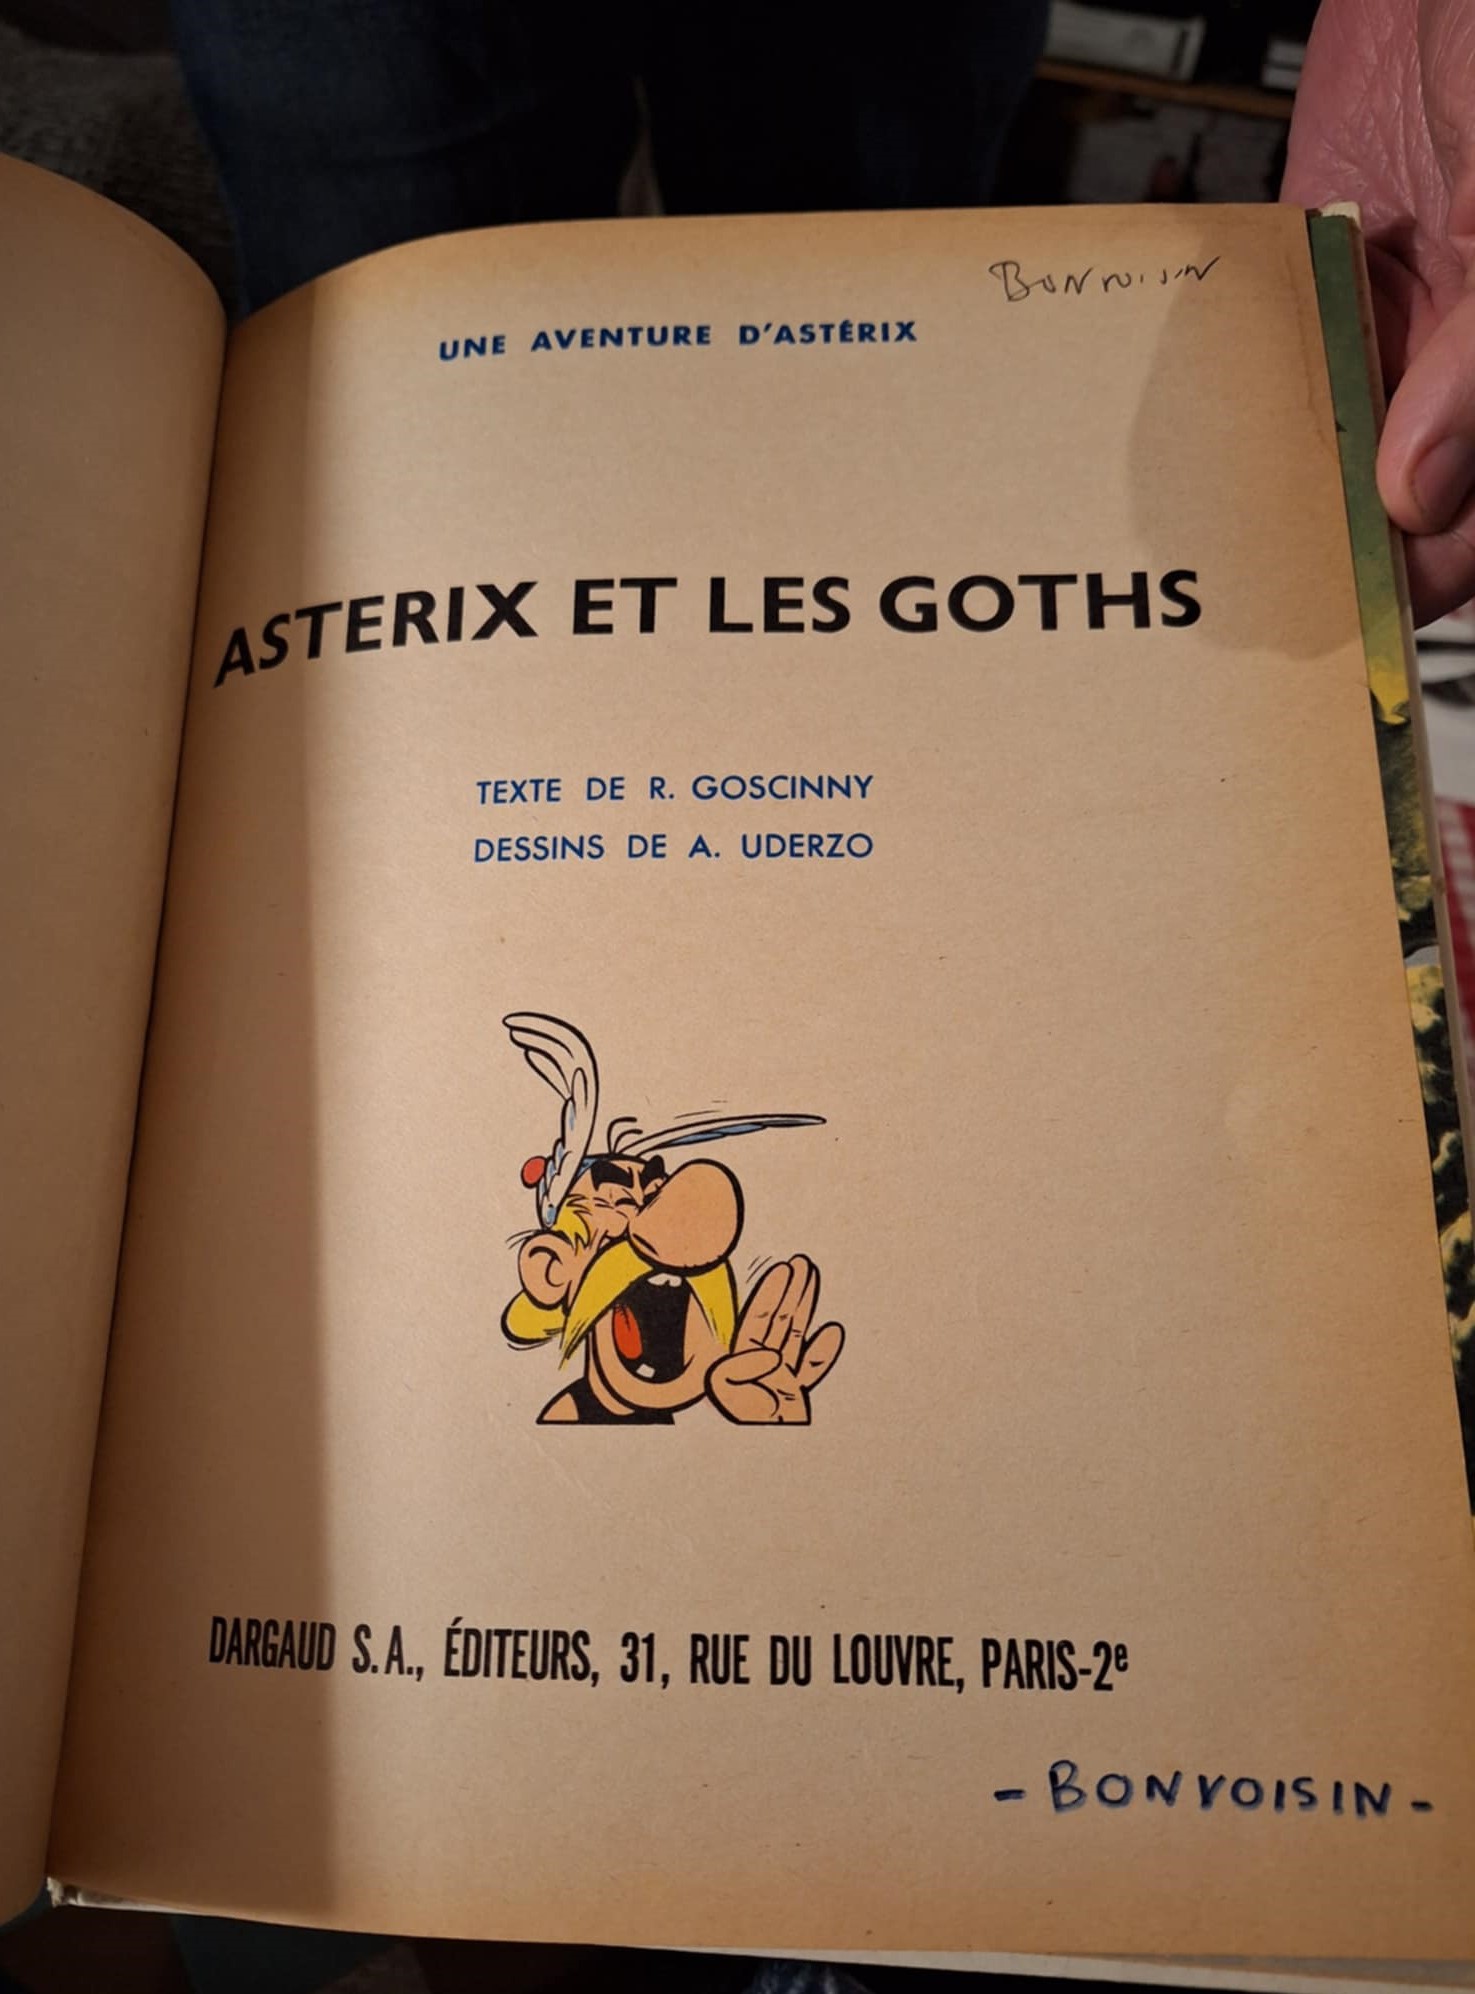 Bonvoisin
UNE AVENTURE D'ASTÉRIX
ASTERIX ET LES GOTHS
TEXTE DE R. GOSCINNY
DESSINS DE A. UDERZO
DARGAUD S.A., ÉDITEURS, 31, RUE DU LOUVRE, PARIS-2e
- BONVOISIN -